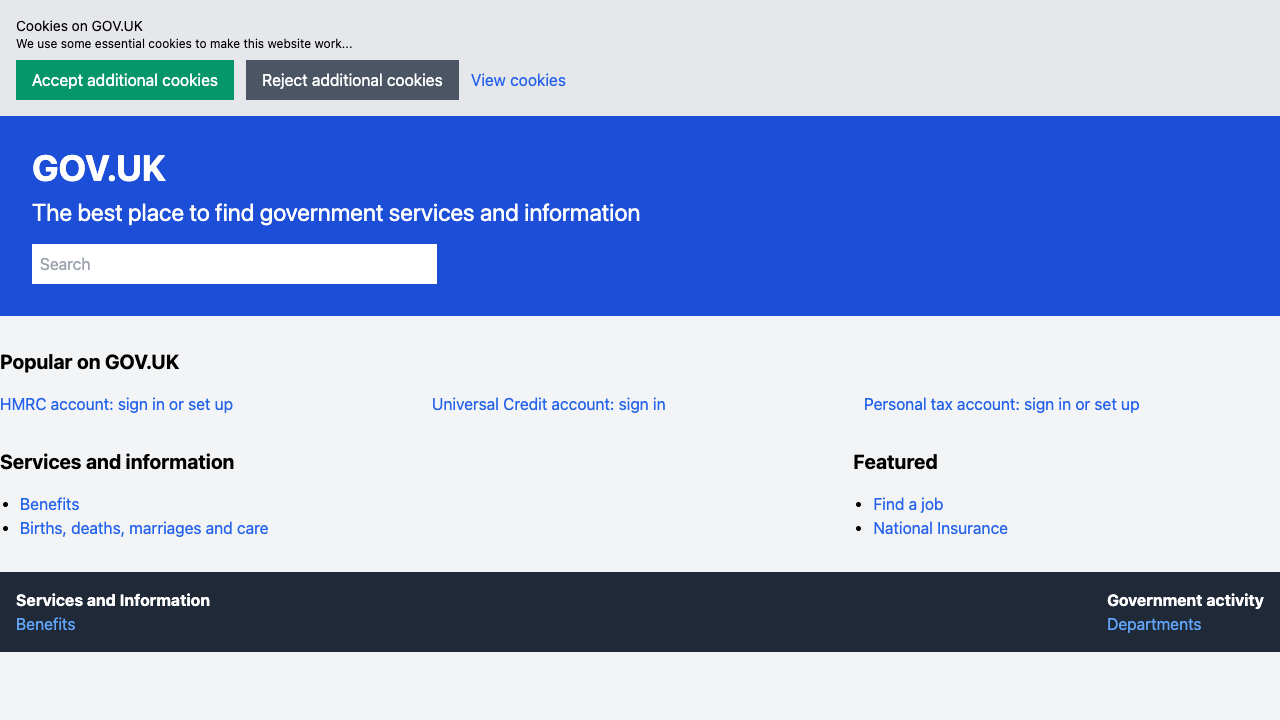 Cookies on GOV.UK
We use some essential cookies to make this website work...
Accept additional cookies
Reject additional cookies
View cookies
GOV.UK
The best place to find government services and information
Search
Popular on GOV.UK
HMRC account: sign in or set up
Universal Credit account: sign in
Personal tax account: sign in or set up
Services and information
Benefits
Births, deaths, marriages and care
Featured
Find a job
National Insurance
Services and Information
Benefits
Government activity
Departments